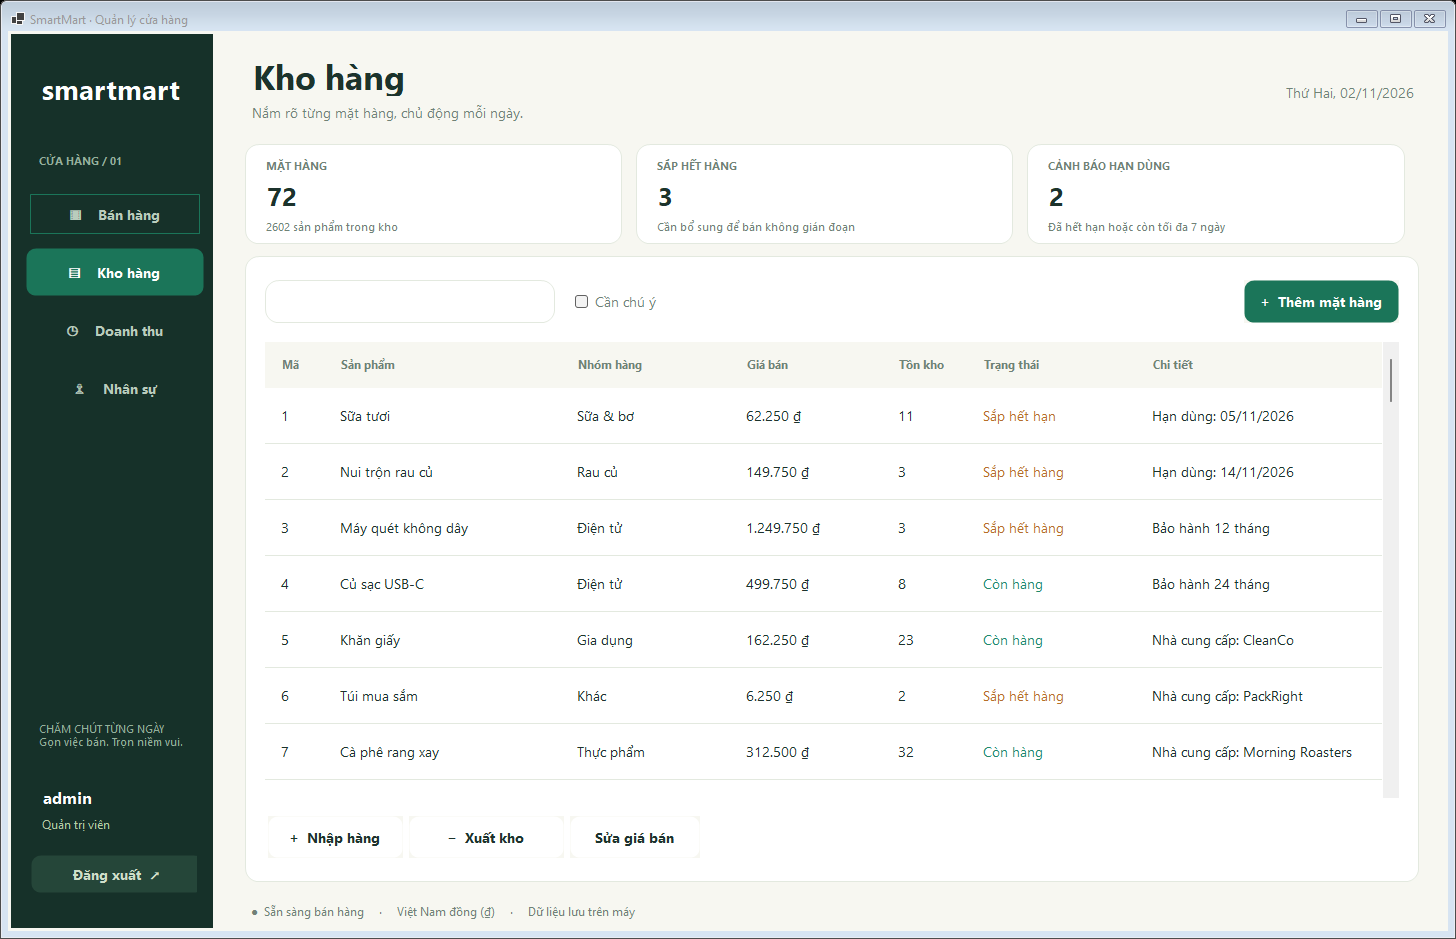 SmartMart · Quản lý cửa hàng
smartmart
CỬA HÀNG / 01
Bán hàng
Kho hàng
Doanh thu
Nhân sự
CHĂM CHÚT TỪNG NGÀY
Gọn việc bán. Trọn niềm vui.
admin
Quản trị viên
Đăng xuất ↗
Kho hàng
Nắm rõ từng mặt hàng, chủ động mỗi ngày.
Thứ Hai, 02/11/2026
MẶT HÀNG
72
2602 sản phẩm trong kho
SẮP HẾT HÀNG
3
Cần bổ sung để bán không gián đoạn
CẢNH BÁO HẠN DÙNG
2
Đã hết hạn hoặc còn tối đa 7 ngày
Cần chú ý
+ Thêm mặt hàng
Mã Sản phẩm Nhóm hàng Giá bán Tồn kho Trạng thái Chi tiết
1 Sữa tươi Sữa & bơ 62.250 ₫ 11 Sắp hết hạn Hạn dùng: 05/11/2026
2 Nui trộn rau củ Rau củ 149.750 ₫ 3 Sắp hết hàng Hạn dùng: 14/11/2026
3 Máy quét không dây Điện tử 1.249.750 ₫ 3 Sắp hết hàng Bảo hành 12 tháng
4 Củ sạc USB-C Điện tử 499.750 ₫ 8 Còn hàng Bảo hành 24 tháng
5 Khăn giấy Gia dụng 162.250 ₫ 23 Còn hàng Nhà cung cấp: CleanCo
6 Túi mua sắm Khác 6.250 ₫ 2 Sắp hết hàng Nhà cung cấp: PackRight
7 Cà phê rang xay Thực phẩm 312.500 ₫ 32 Còn hàng Nhà cung cấp: Morning Roasters
+ Nhập hàng
− Xuất kho
Sửa giá bán
● Sẵn sàng bán hàng · Việt Nam đồng (₫) · Dữ liệu lưu trên máy